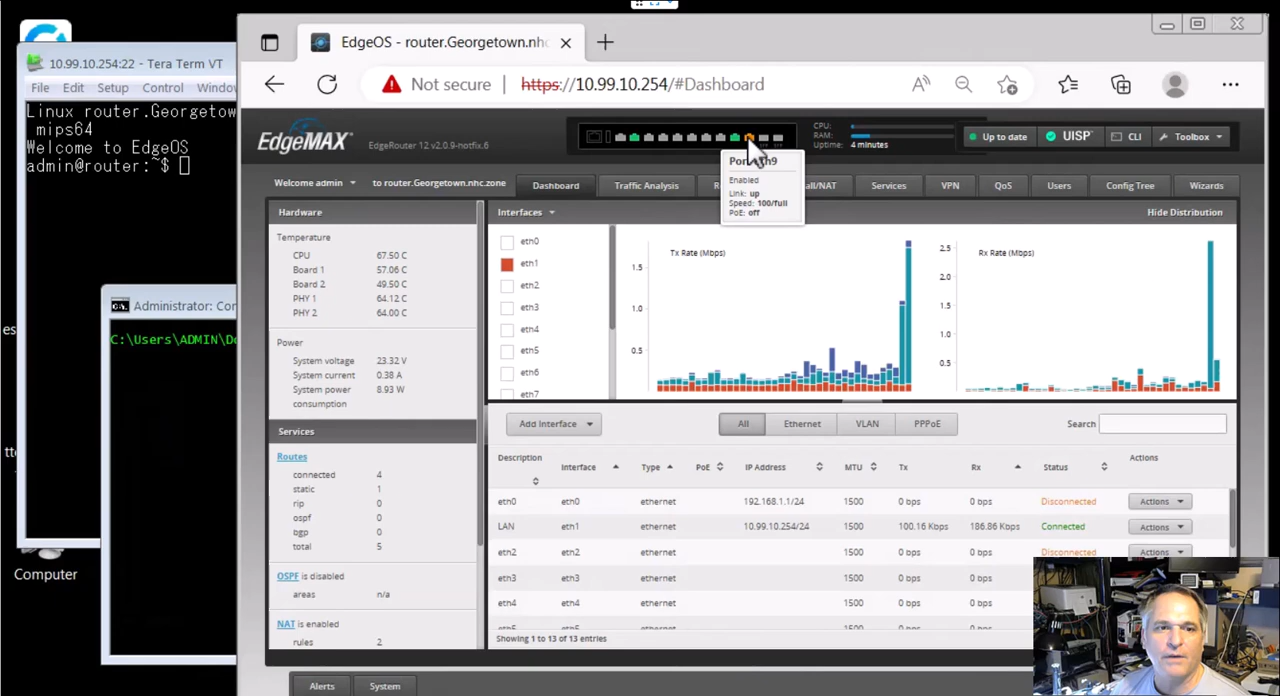 10.99.10.254:22 - Tera Term VT
File Edit Setup Control Window
Linux router.Georgetow
mips64
Welcome to EdgeOS
admin@router:~$
Administrator: Co
C:\Users\ADMIN\D
Computer
EdgeOS - router.Georgetown.nhc
Not secure https://10.99.10.254/#Dashboard
EdgeMAX EdgeRouter 12 v2.0.9-notfix.6
CPU:
RAM:
Uptime: 4 minutes
Up to date UISP CLI Toolbox
Welcome admin to router.Georgetown.nhc.zone Dashboard Traffic Analysis all/NAT Services VPN QoS Users Config Tree Wizards
Enabled
Link: up
Speed: 100/full
PoE: off
Hardware
Temperature
CPU 67.50 C
Board 1 57.06 C
Board 2 49.50 C
PHY 1 64.12 C
PHY 2 64.00 C
Power
System voltage 23.32 V
System current 0.38 A
System power 8.93 W
consumption
Services
Routes
connected 4
static 1
rip 0
ospf 0
bgp 0
total 5
OSPF is disabled
areas n/a
NAT is enabled
rules 2
Interfaces Hide Distribution
eth0
eth1
eth2
eth3
eth4
eth5
eth6
eth7
Tx Rate (Mbps)
1.5
1.0
0.5
Rx Rate (Mbps)
2.5
2.0
1.5
1.0
0.5
Add Interface All Ethernet VLAN PPPoE Search
Description Interface Type PoE IP Address MTU Tx Rx Status Actions
eth0 eth0 ethernet 192.168.1.1/24 1500 0 bps 0 bps Disconnected Actions
LAN eth1 ethernet 10.99.10.254/24 1500 100.16 Kbps 186.86 Kbps Connected Actions
eth2 eth2 ethernet 1500 0 bps 0 bps Disconnected Actions
eth3 eth3 ethernet 1500 0 bps 0 bps
eth4 eth4 ethernet 1500 0 bps 0 bps
Showing 1 to 13 of 13 entries
Alerts System